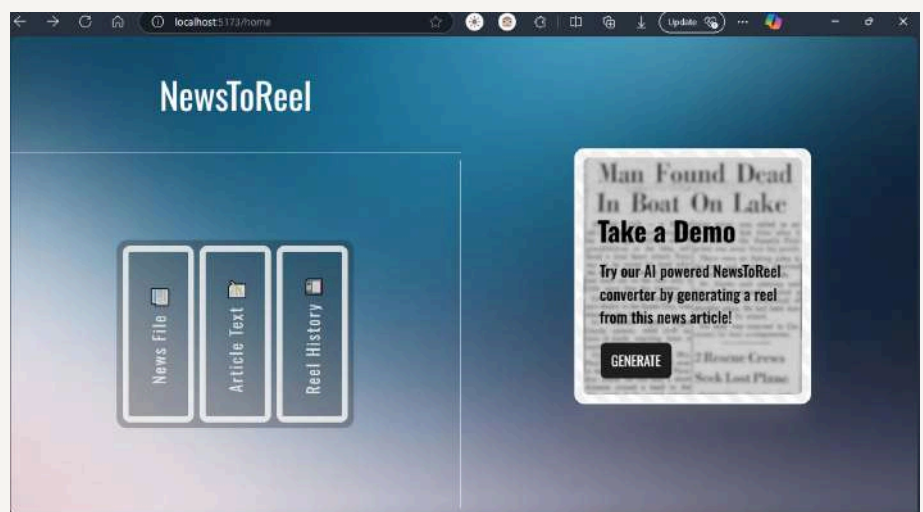 localhost:5173/home
Update
NewsToReel
News File
Article Text
Reel History
Man Found Dead
In Boat On Lake
Take a Demo
Try our AI powered NewsToReel
converter by generating a reel
from this news article!
GENERATE
2 Rescue Crews
Seek Lost Plane